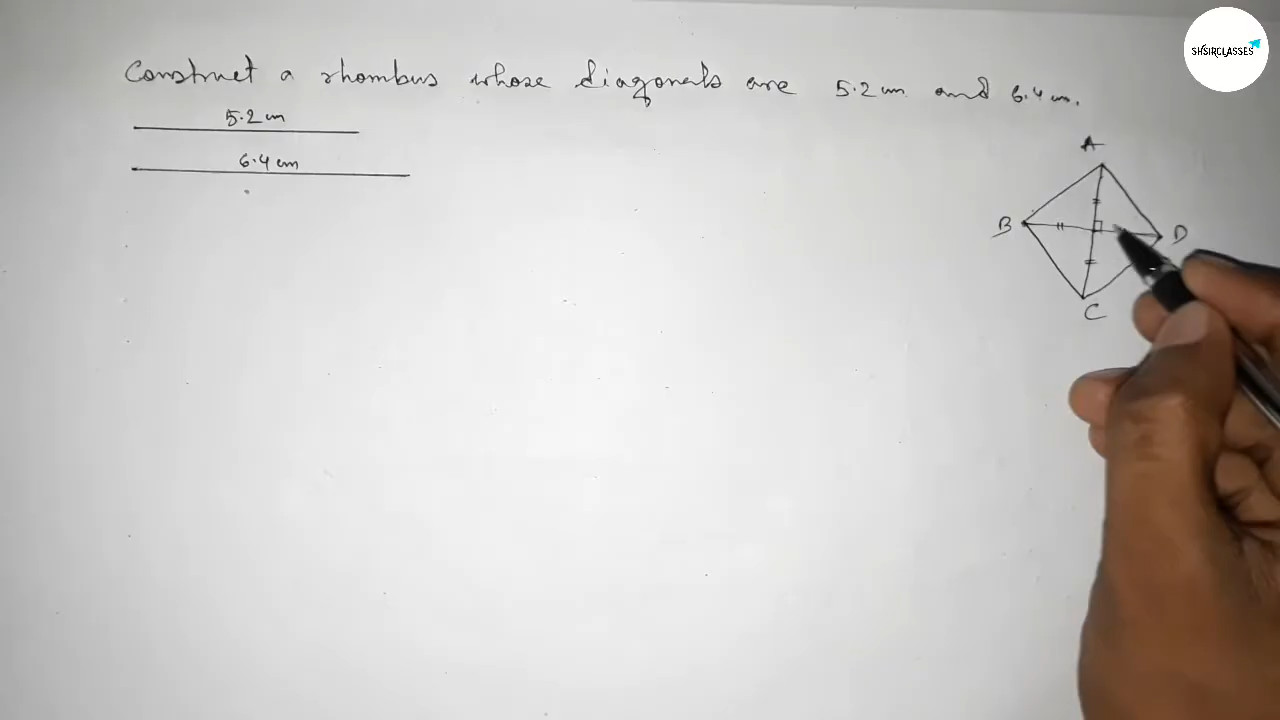 SHSIRCLASSES
Construct a rhombus whose diagonals are 5.2 cm and 6.4 cm.
5.2 cm
6.4 cm
A
B
D
C